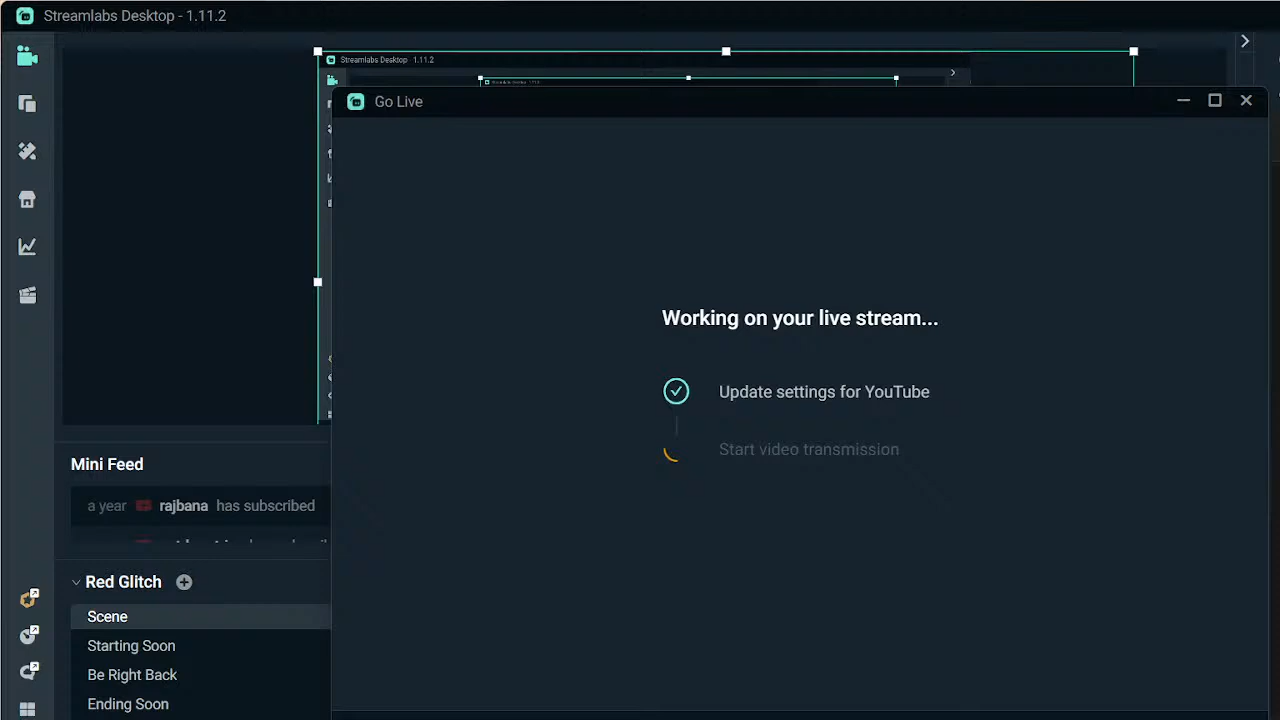 Streamlabs Desktop - 1.11.2
Streamlabs Desktop - 1.11.2
Go Live
Working on your live stream...
Update settings for YouTube
Start video transmission
Mini Feed
a year rajbana has subscribed
Red Glitch
Scene
Starting Soon
Be Right Back
Ending Soon